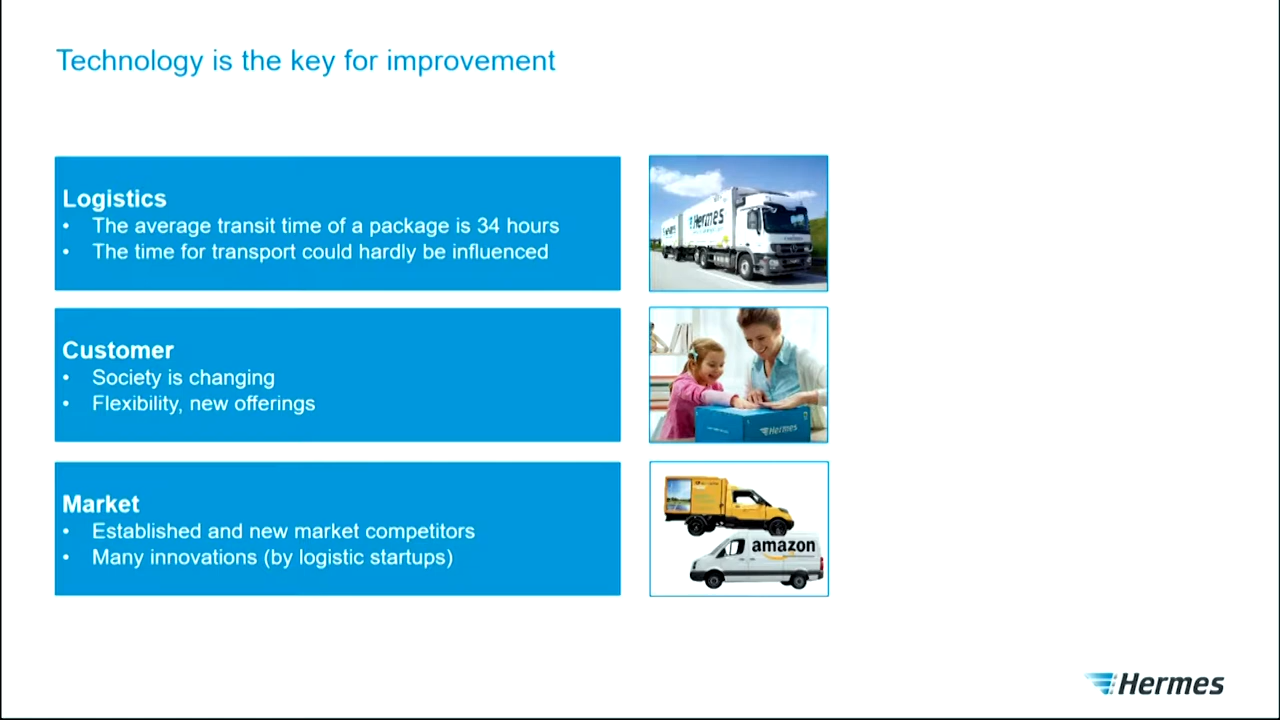 Technology is the key for improvement
Logistics
• The average transit time of a package is 34 hours
• The time for transport could hardly be influenced
Hermes
Customer
• Society is changing
• Flexibility, new offerings
Hermes
Market
• Established and new market competitors
• Many innovations (by logistic startups)
amazon
Hermes